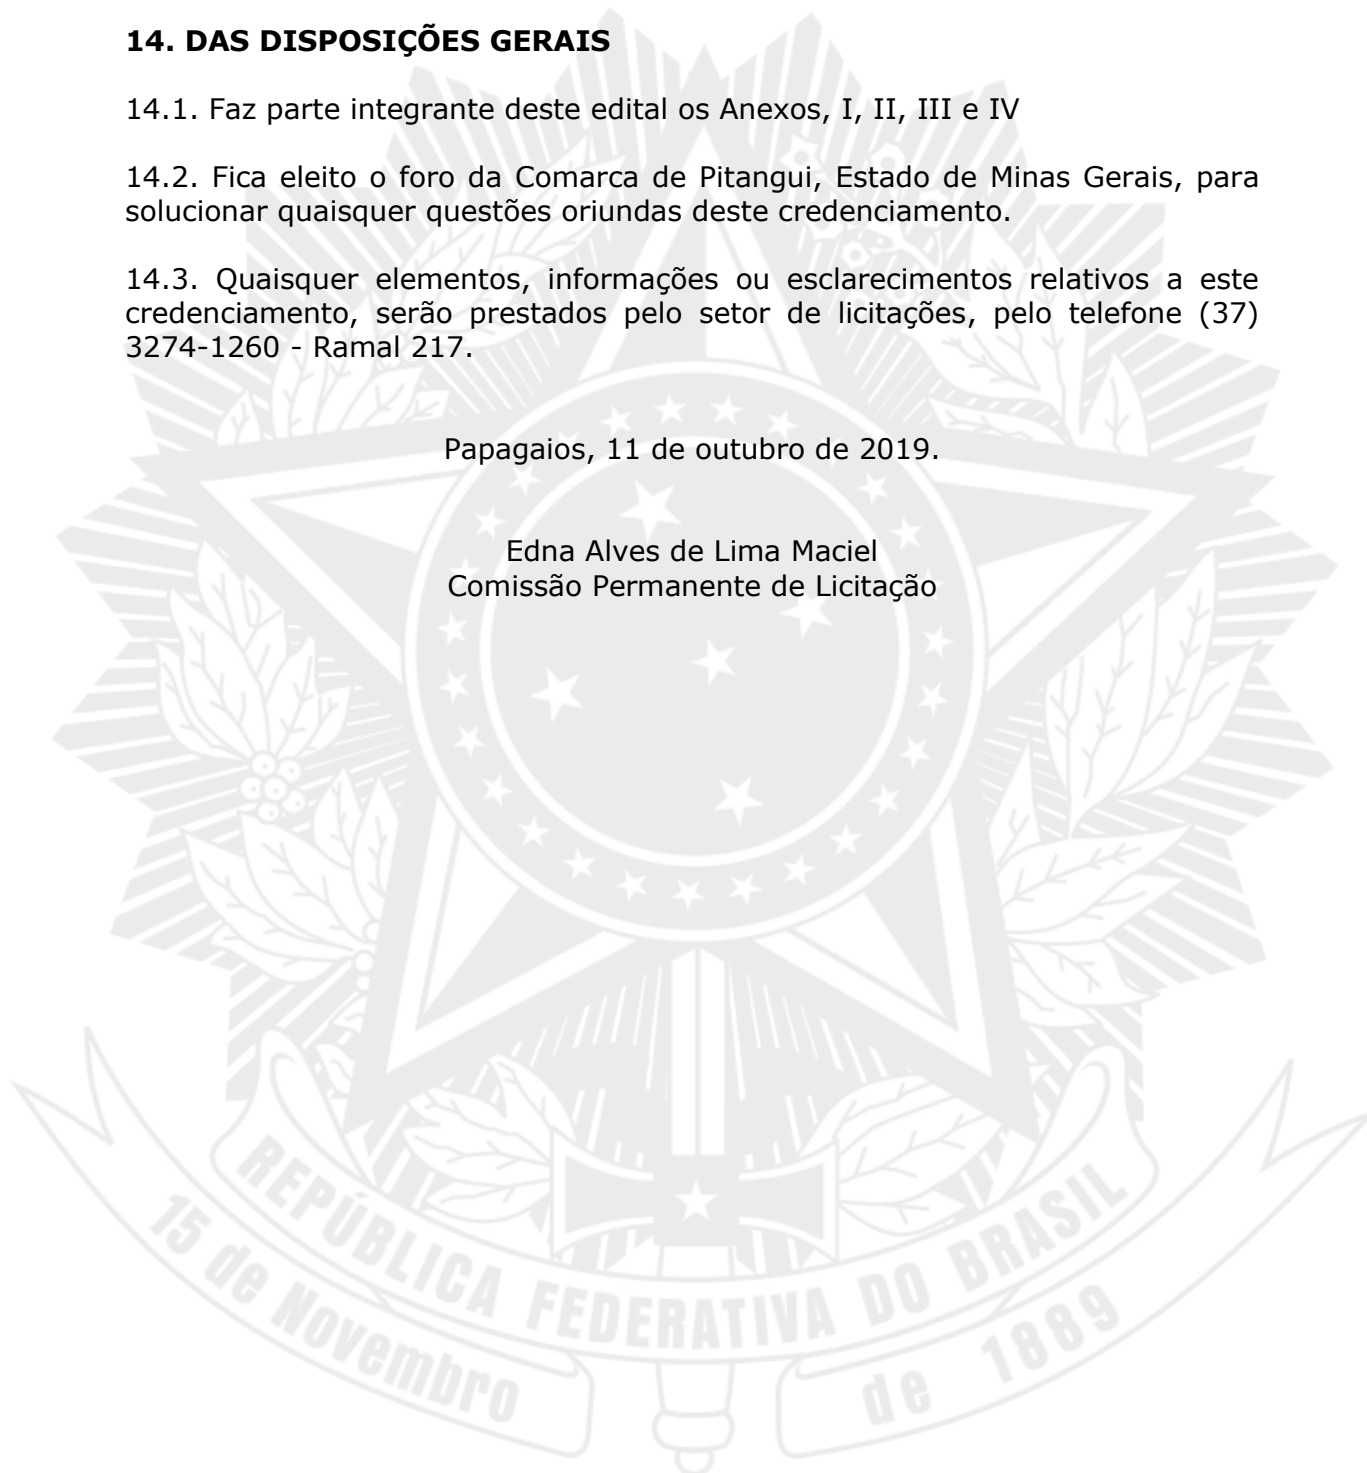 14. DAS DISPOSIÇÕES GERAIS
14.1. Faz parte integrante deste edital os Anexos, I, II, III e IV
14.2. Fica eleito o foro da Comarca de Pitangui, Estado de Minas Gerais, para
solucionar quaisquer questões oriundas deste credenciamento.
14.3. Quaisquer elementos, informações ou esclarecimentos relativos a este
credenciamento, serão prestados pelo setor de licitações, pelo telefone (37)
3274-1260 - Ramal 217.
Papagaios, 11 de outubro de 2019.
Edna Alves de Lima Maciel
Comissão Permanente de Licitação
REPÚBLICA FEDERATIVA DO BRASIL
15 de Novembro de 1889